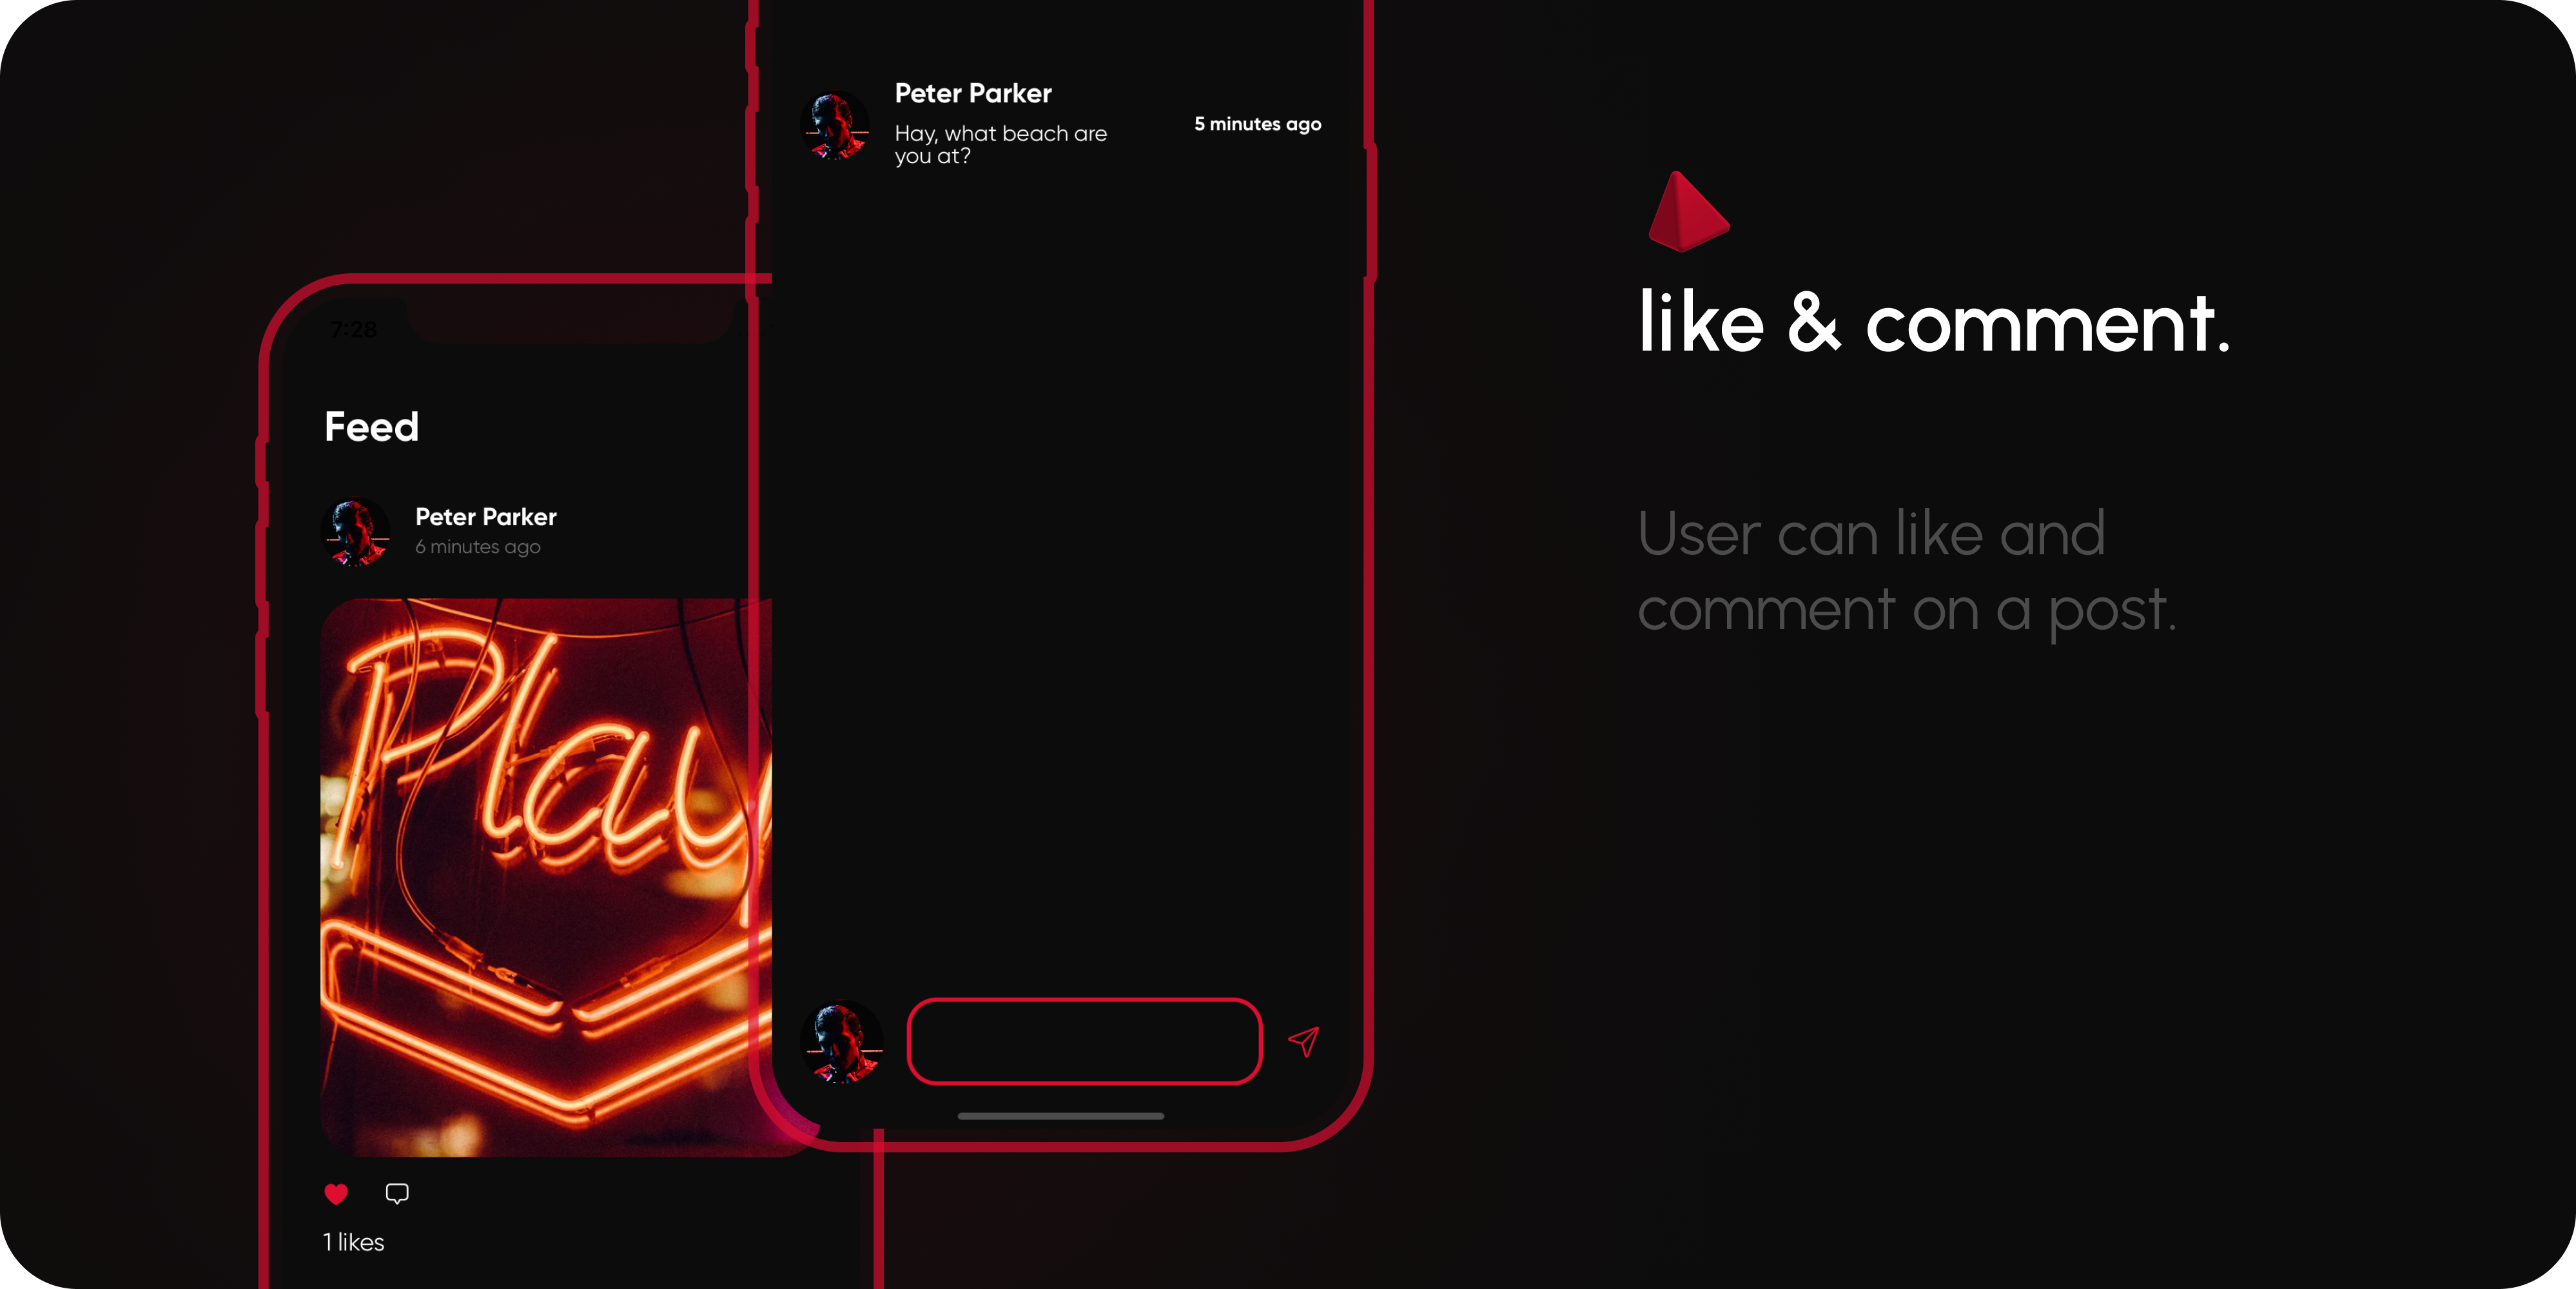 Peter Parker
Hay, what beach are
you at?
5 minutes ago
7:28
Feed
Peter Parker
6 minutes ago
Play
1 likes
like & comment.
User can like and
comment on a post.